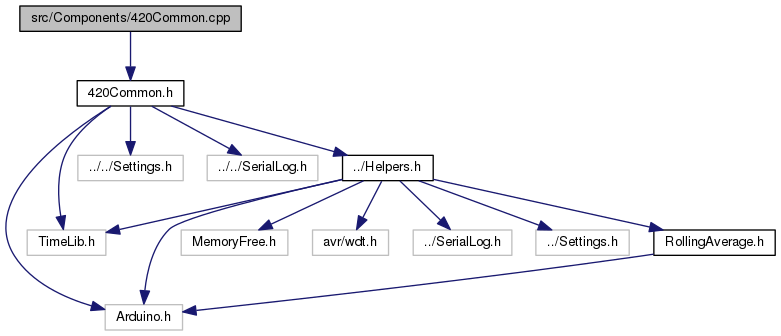 src/Components/420Common.cpp
420Common.h
../../Settings.h
../../SerialLog.h
../Helpers.h
TimeLib.h
MemoryFree.h
avr/wdt.h
../SerialLog.h
../Settings.h
RollingAverage.h
Arduino.h